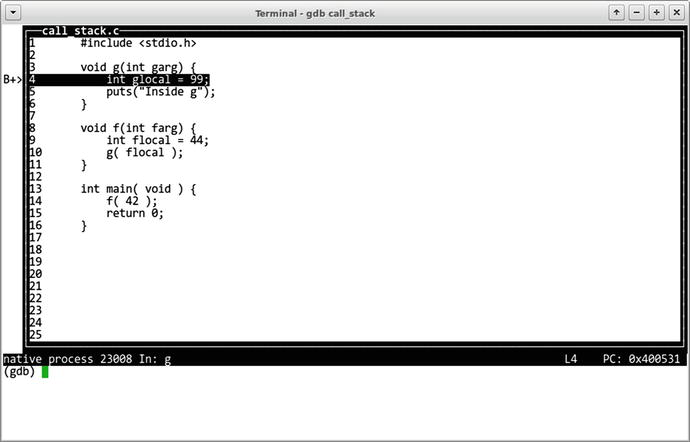 Terminal - gdb call_stack
call_stack.c
1 #include <stdio.h>
2
3 void g(int garg) {
B+> 4 int glocal = 99;
5 puts("Inside g");
6 }
7
8 void f(int farg) {
9 int flocal = 44;
10 g( flocal );
11 }
12
13 int main( void ) {
14 f( 42 );
15 return 0;
16 }
17
18
19
20
21
22
23
24
25
native process 23008 In: g L4 PC: 0x400531
(gdb)